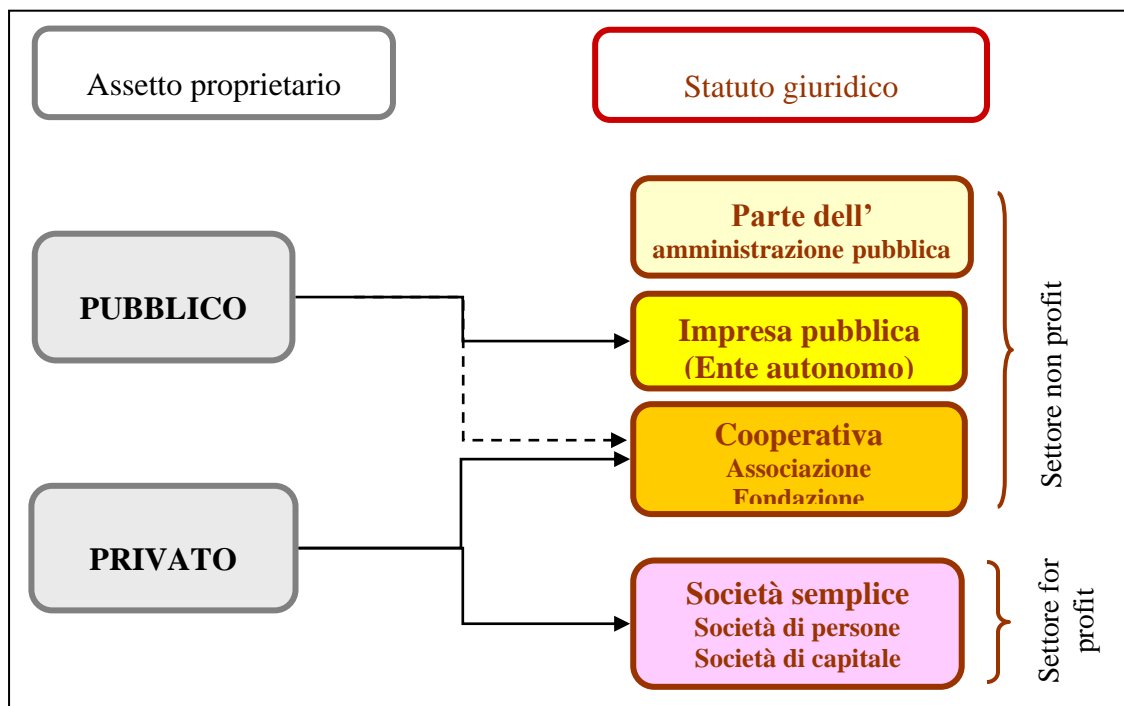 Assetto proprietario
Statuto giuridico
Parte dell’
amministrazione pubblica
PUBBLICO
Impresa pubblica
(Ente autonomo)
Cooperativa
Associazione
Fondazione
Settore non profit
PRIVATO
Società semplice
Società di persone
Società di capitale
Settore for
profit